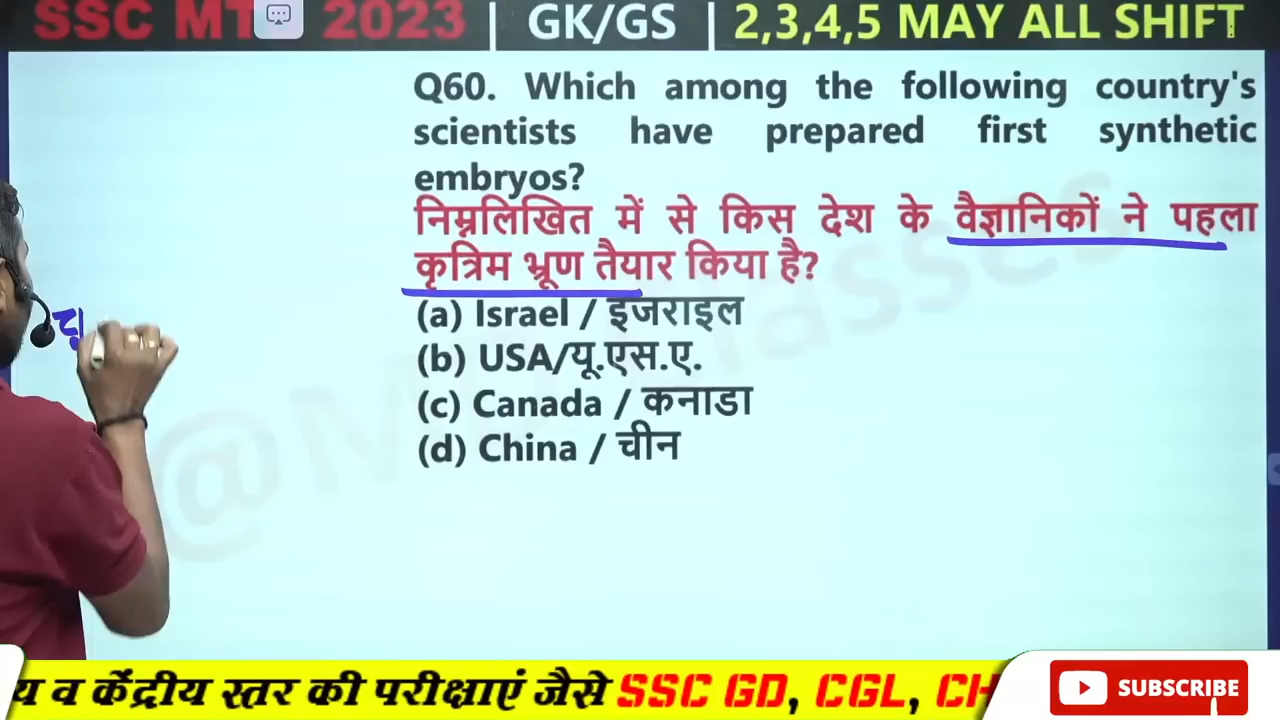 SSC MT 2023 | GK/GS | 2,3,4,5 MAY ALL SHIFT
Q60. Which among the following country's
scientists have prepared first synthetic
embryos?
निम्नलिखित में से किस देश के वैज्ञानिकों ने पहला
कृत्रिम भ्रूण तैयार किया है?
(a) Israel / इजराइल
(b) USA/यू.एस.ए.
(c) Canada / कनाडा
(d) China / चीन
य व केंद्रीय स्तर की परीक्षाएं जैसे SSC GD, CGL, CH
SUBSCRIBE